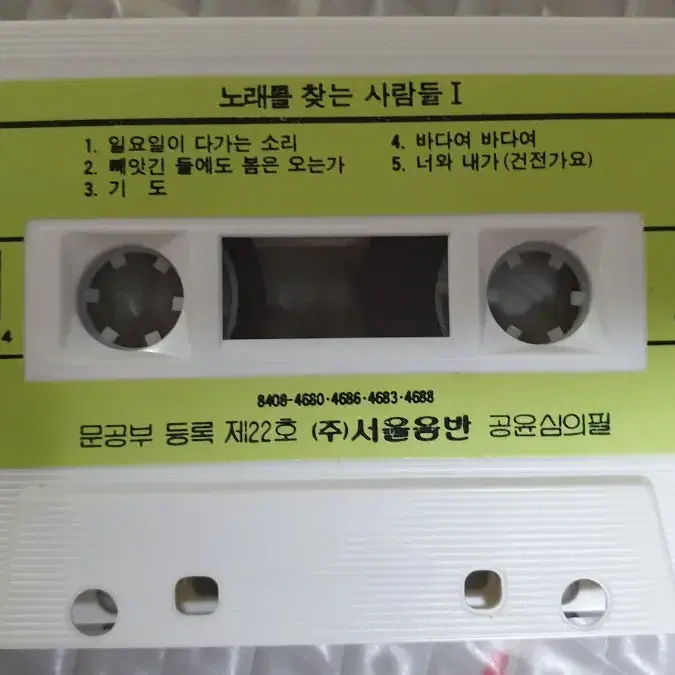 노래를 찾는 사람들 I
1. 일요일이 다가는 소리
2. 빼앗긴 들에도 봄은 오는가
3. 기 도
4. 바다여 바다여
5. 너와 내가(건전가요)
4
8408-4680·4686·4683·4688
문공부 등록 제22호 (주)서울음반 공윤심의필